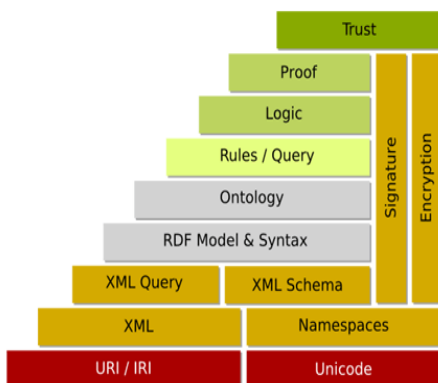 Trust
Proof
Logic
Rules / Query
Ontology
RDF Model & Syntax
Signature
Encryption
XML Query
XML Schema
XML
Namespaces
URI / IRI
Unicode